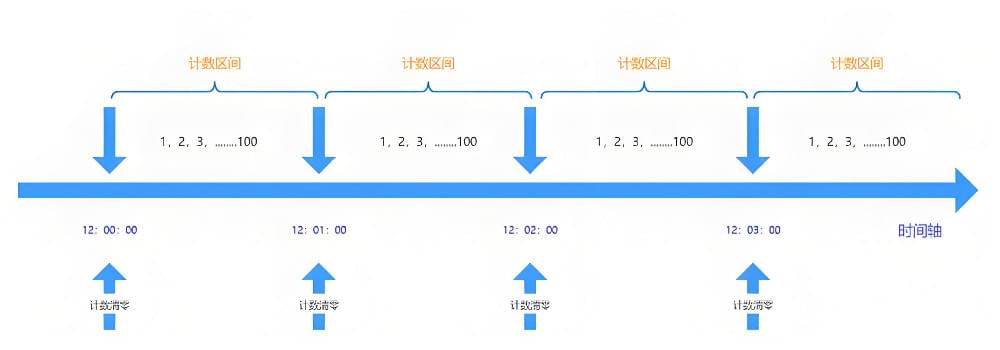 计数区间 计数区间 计数区间 计数区间
1, 2, 3, ........100 1, 2, 3, ........100 1, 2, 3, ........100 1, 2, 3, ........100
12: 00: 00 12: 01: 00 12: 02: 00 12: 03: 00 时间轴
计数清零 计数清零 计数清零 计数清零